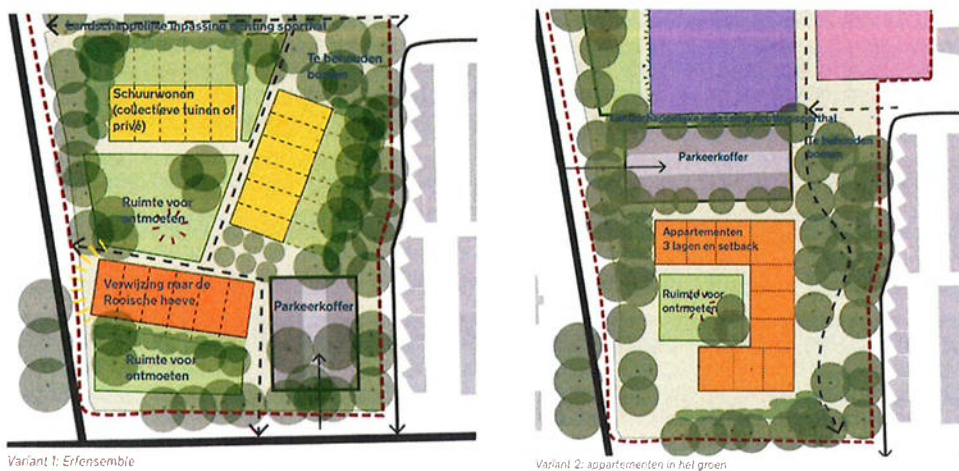 Landschappelijke inpassing richting sporthal
Te behouden
bomen
Schuurwonen
(collectieve tuinen of
privé)
Ruimte voor
ontmoeten
Verwijzing naar de
Rooische hoeve
Parkeerkoffer
Ruimte voor
ontmoeten
Variant 1: Erfensemble
Landschappelijke inpassing richting sporthal
Te behouden
bomen
Parkeerkoffer
Appartementen
3 lagen en setback
Ruimte voor
ontmoeten
Variant 2: appartementen in het groen